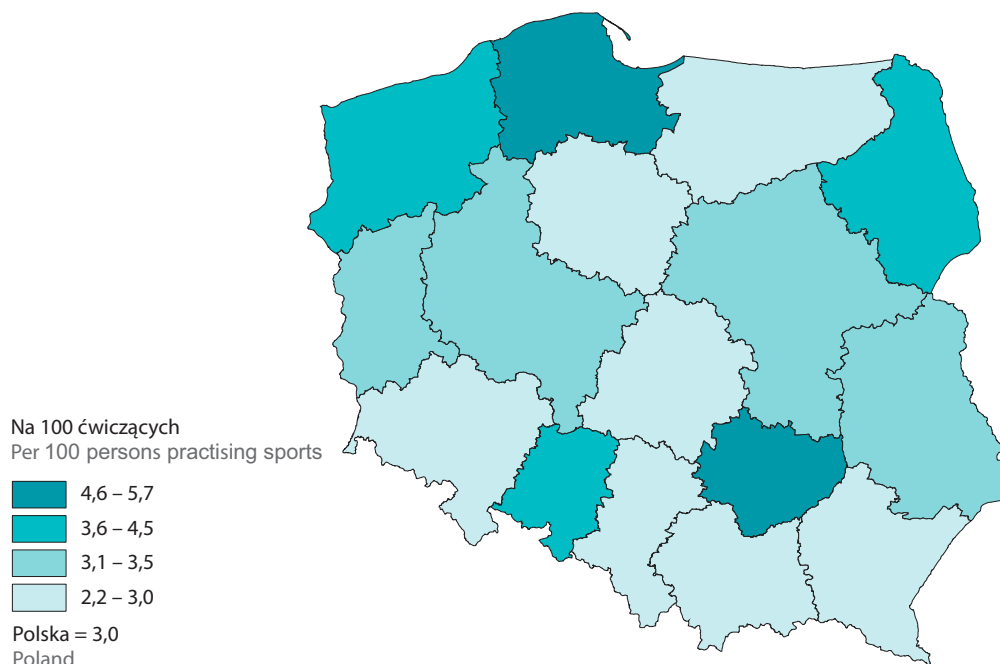 Na 100 ćwiczących
Per 100 persons practising sports
4,6 – 5,7
3,6 – 4,5
3,1 – 3,5
2,2 – 3,0
Polska = 3,0
Poland